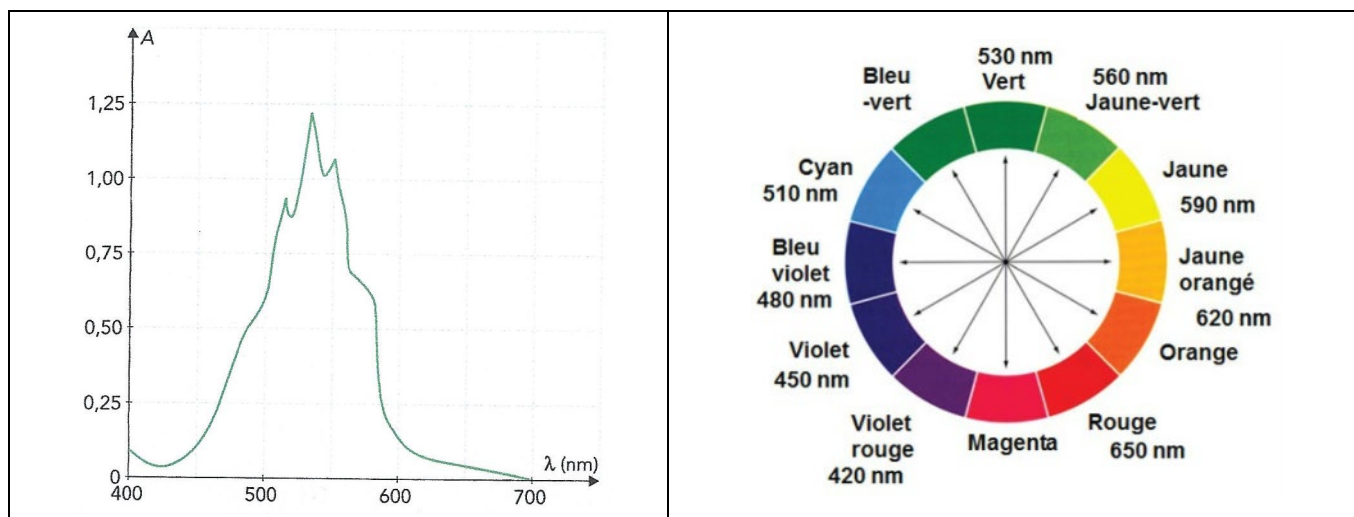 A
1,25
1,00
0,75
0,50
0,25
0
400
500
600
700
λ (nm)
530 nm
Vert
560 nm
Jaune-vert
Bleu
-vert
Cyan
510 nm
Jaune
590 nm
Bleu
violet
480 nm
Jaune
orangé
620 nm
Violet
450 nm
Orange
Violet
rouge
420 nm
Magenta
Rouge
650 nm